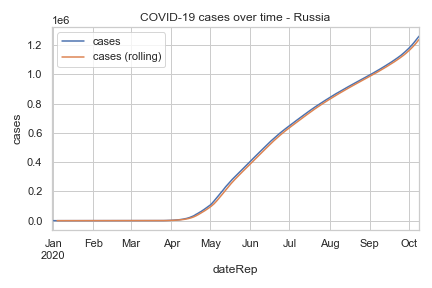 COVID-19 cases over time - Russia
1e6
cases
cases (rolling)
1.2
1.0
0.8
0.6
0.4
0.2
0.0
cases
Jan Feb Mar Apr May Jun Jul Aug Sep Oct
2020
dateRep